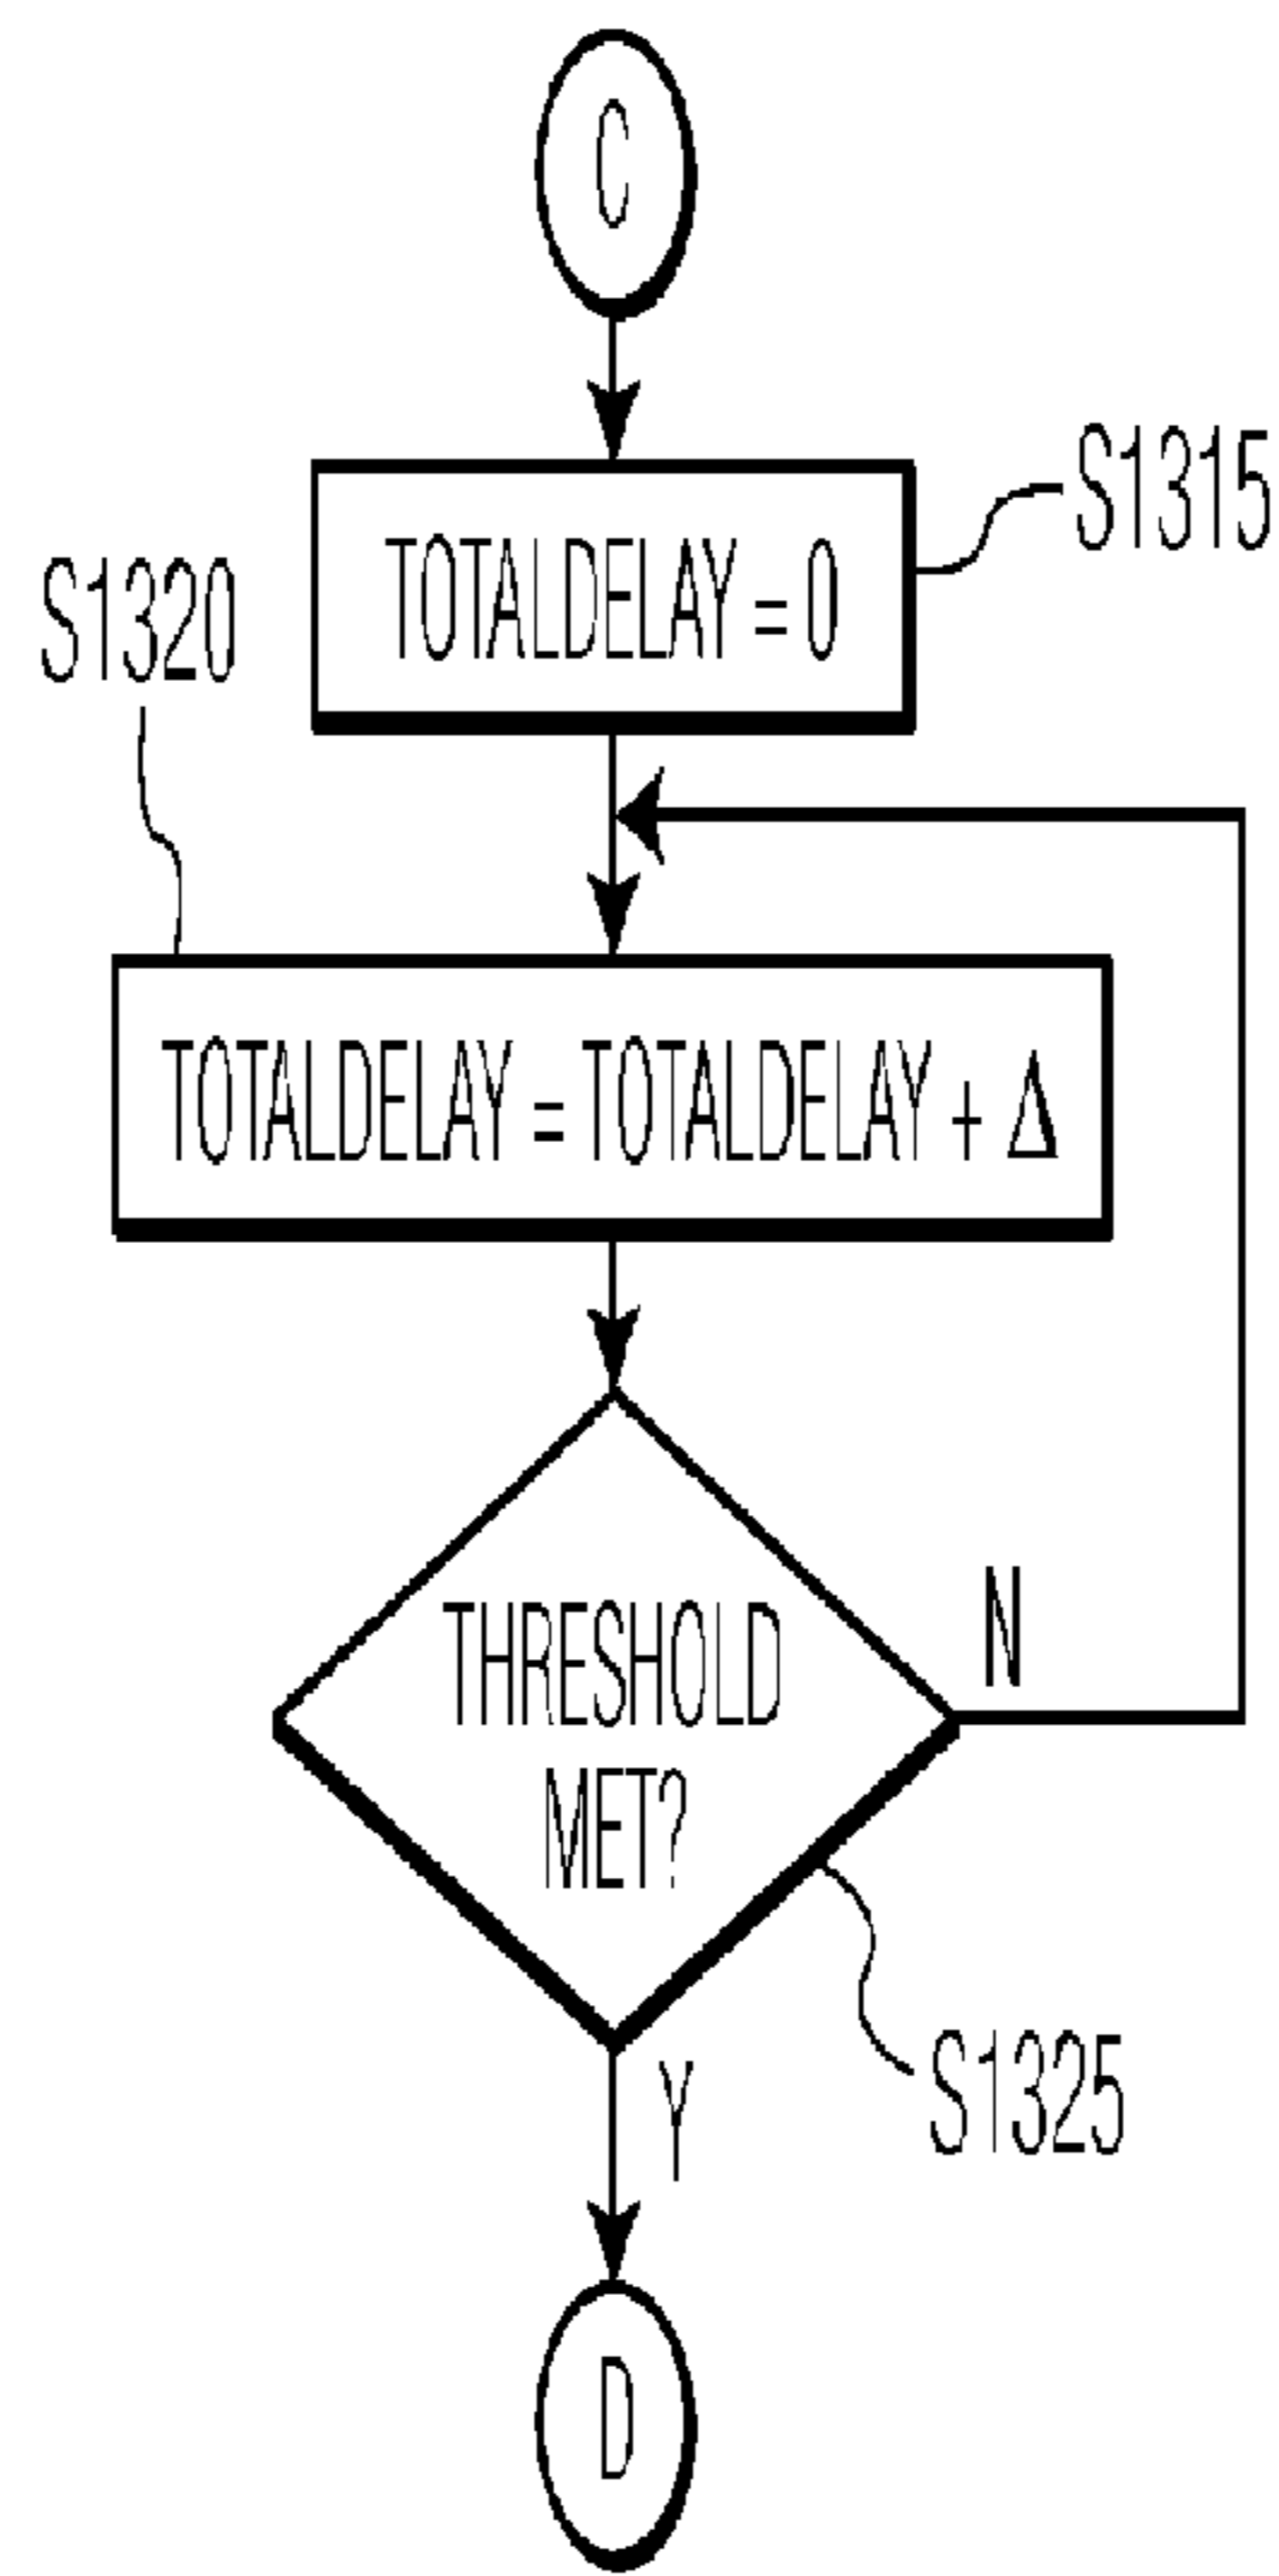 C
TOTALDELAY = 0
S1315
S1320
TOTALDELAY = TOTALDELAY + Δ
THRESHOLD
MET?
N
S1325
Y
D